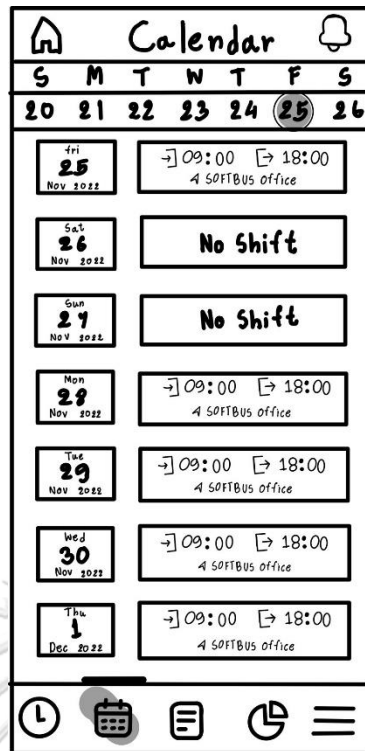 Calendar
S M T W T F S
20 21 22 23 24 25 26
fri
25
Nov 2022
09:00 18:00
SOFTBUS Office
Sat
26
Nov 2022
No Shift
Sun
27
Nov 2022
No Shift
Mon
28
Nov 2022
09:00 18:00
SOFTBUS Office
Tue
29
Nov 2022
09:00 18:00
SOFTBUS Office
Wed
30
Nov 2022
09:00 18:00
SOFTBUS Office
Thu
1
Dec 2022
09:00 18:00
SOFTBUS Office